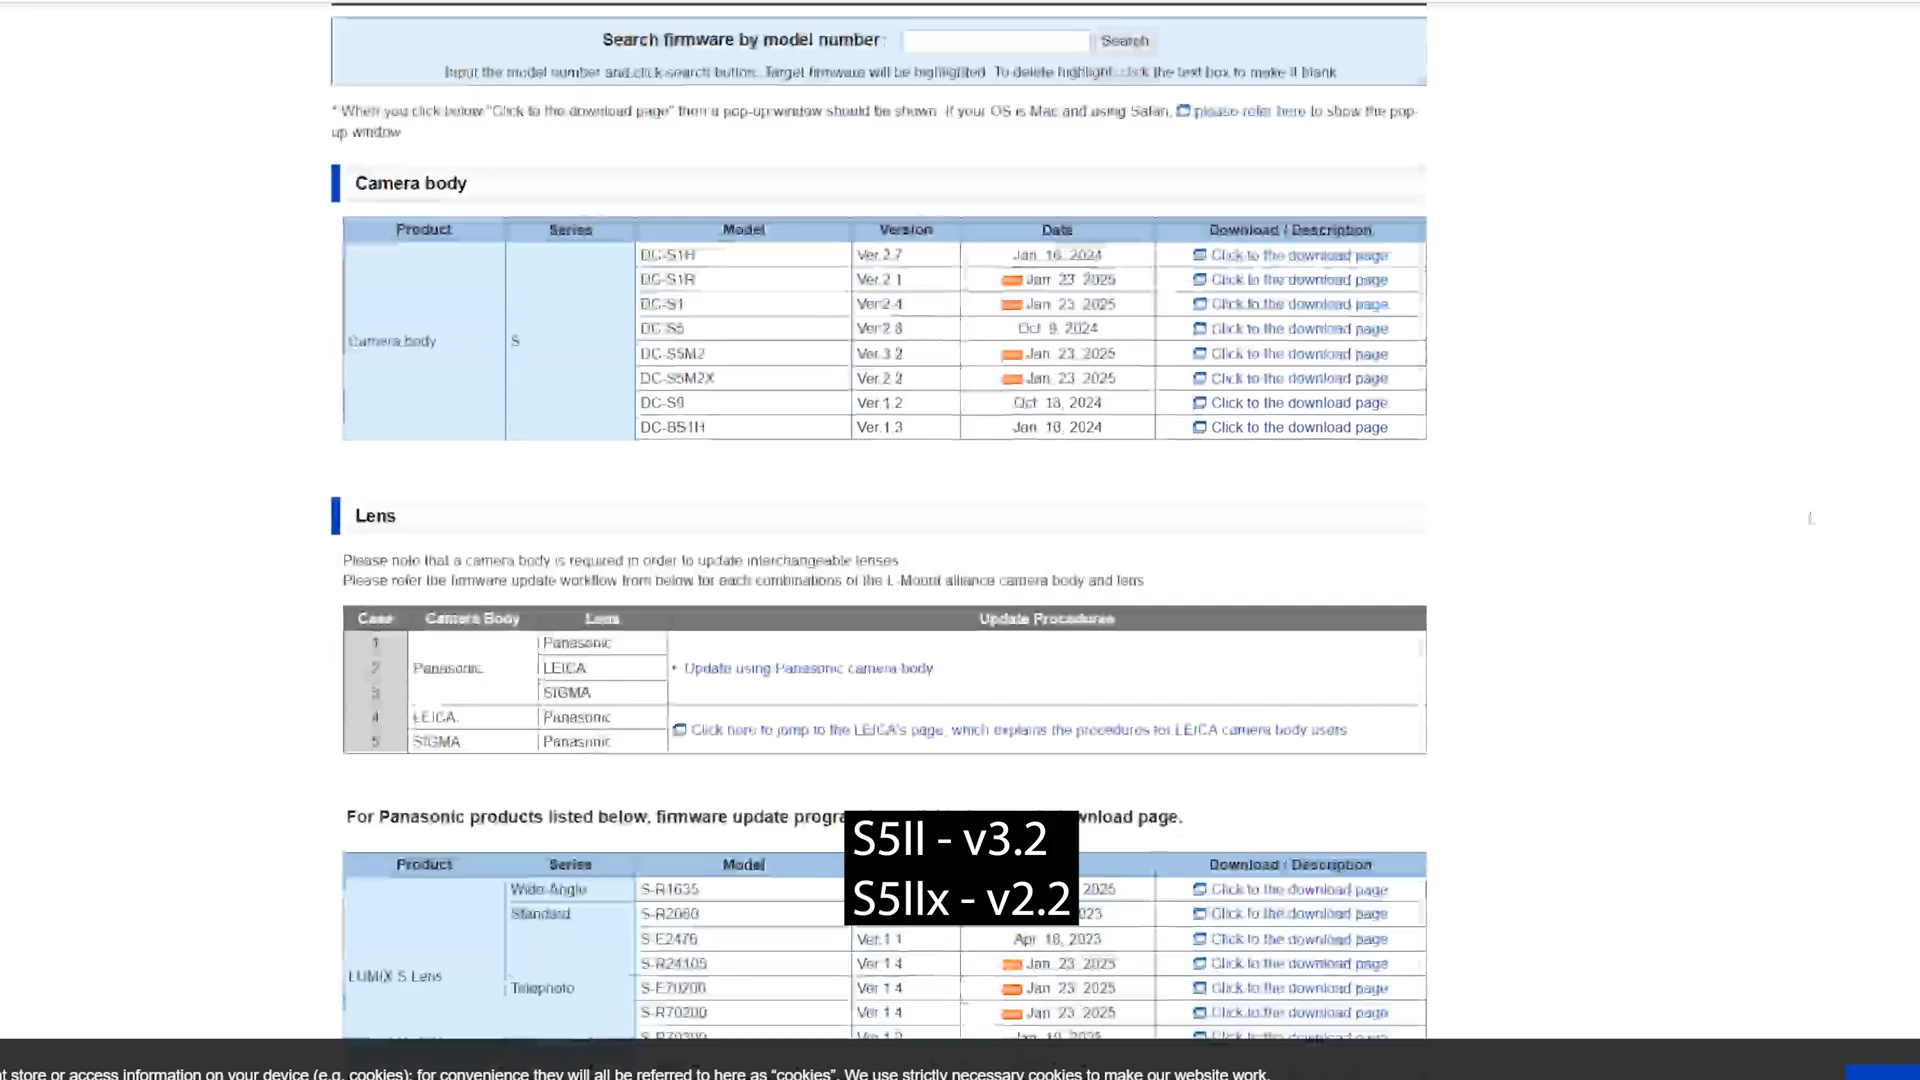 Search firmware by model number : Search
Input the model number and click search button. Target firmware will be highlighted. To delete highlight, click the text box to make it blank
* When you click below "Click to the download page" then a pop-up window should be shown. If your OS is Mac and using Safari, please refer here to show the pop-
up window
Camera body
Product Series Model Version Date Download / Description
DC-S1H Ver.2.7 Jan. 16, 2024 Click to the download page
DC-S1R Ver.2.1 Jan. 23, 2025 Click to the download page
DC-S1 Ver.2.4 Jan. 23, 2025 Click to the download page
DC-S5 Ver.2.8 Oct. 9, 2024 Click to the download page
Camera body S
DC-S5M2 Ver.3.2 Jan. 23, 2025 Click to the download page
DC-S5M2X Ver.2.2 Jan. 23, 2025 Click to the download page
DC-S9 Ver.1.2 Oct. 18, 2024 Click to the download page
DC-BS1H Ver.1.3 Jan. 16, 2024 Click to the download page
Lens
Please note that a camera body is required in order to update interchangeable lenses
Please refer the firmware update workflow from below for each combinations of the L-Mount alliance camera body and lens
Case Camera Body Lens Update Procedures
1 Panasonic
2 Panasonic LEICA • Update using Panasonic camera body
3 SIGMA
4 LEICA Panasonic
Click here to jump to the LEICA's page, which explains the procedures for LEICA camera body users
5 SIGMA Panasonic
For Panasonic products listed below, firmware update progra wnload page.
S5ll - v3.2
S5llx - v2.2
Product Series Model Download / Description
Wide-Angle S-R1635 2025 Click to the download page
Standard S-R2060 023 Click to the download page
S-E2470 Ver.1.1 Apr. 18, 2023 Click to the download page
S-R24105 Ver.1.4 Jan. 23, 2025 Click to the download page
LUMIX S Lens
Telephoto S-E70200 Ver.1.4 Jan. 23, 2025 Click to the download page
S-R70200 Ver.1.4 Jan. 23, 2025 Click to the download page
t store or access information on your device (e.g. cookies); for convenience they will all be referred to here as “cookies”. We use strictly necessary cookies to make our website work.